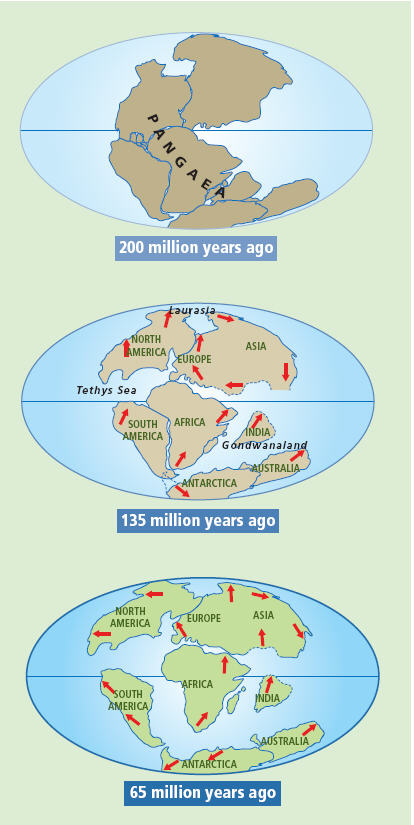 PANGAEA
200 million years ago
Laurasia
NORTH
AMERICA
EUROPE
ASIA
Tethys Sea
SOUTH
AMERICA
AFRICA
INDIA
Gondwanaland
AUSTRALIA
ANTARCTICA
135 million years ago
NORTH
AMERICA
EUROPE
ASIA
AFRICA
SOUTH
AMERICA
INDIA
AUSTRALIA
ANTARCTICA
65 million years ago